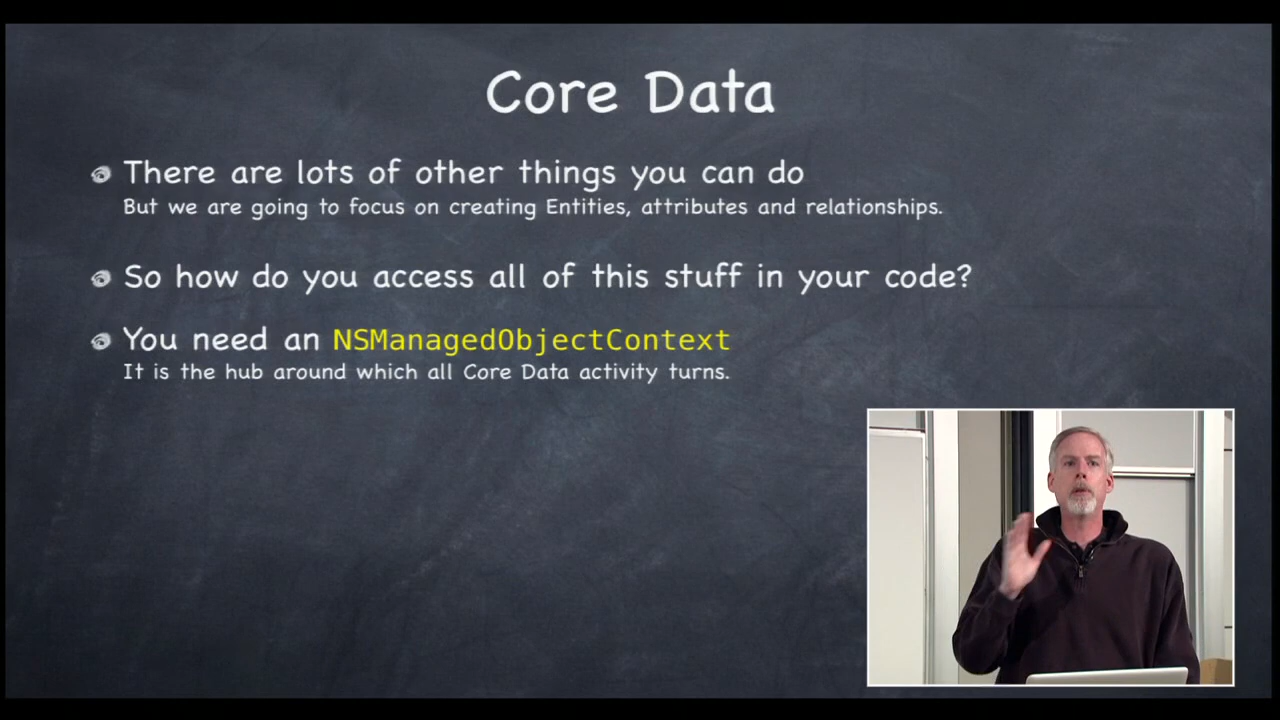 Core Data
There are lots of other things you can do
But we are going to focus on creating Entities, attributes and relationships.
So how do you access all of this stuff in your code?
You need an NSManagedObjectContext
It is the hub around which all Core Data activity turns.